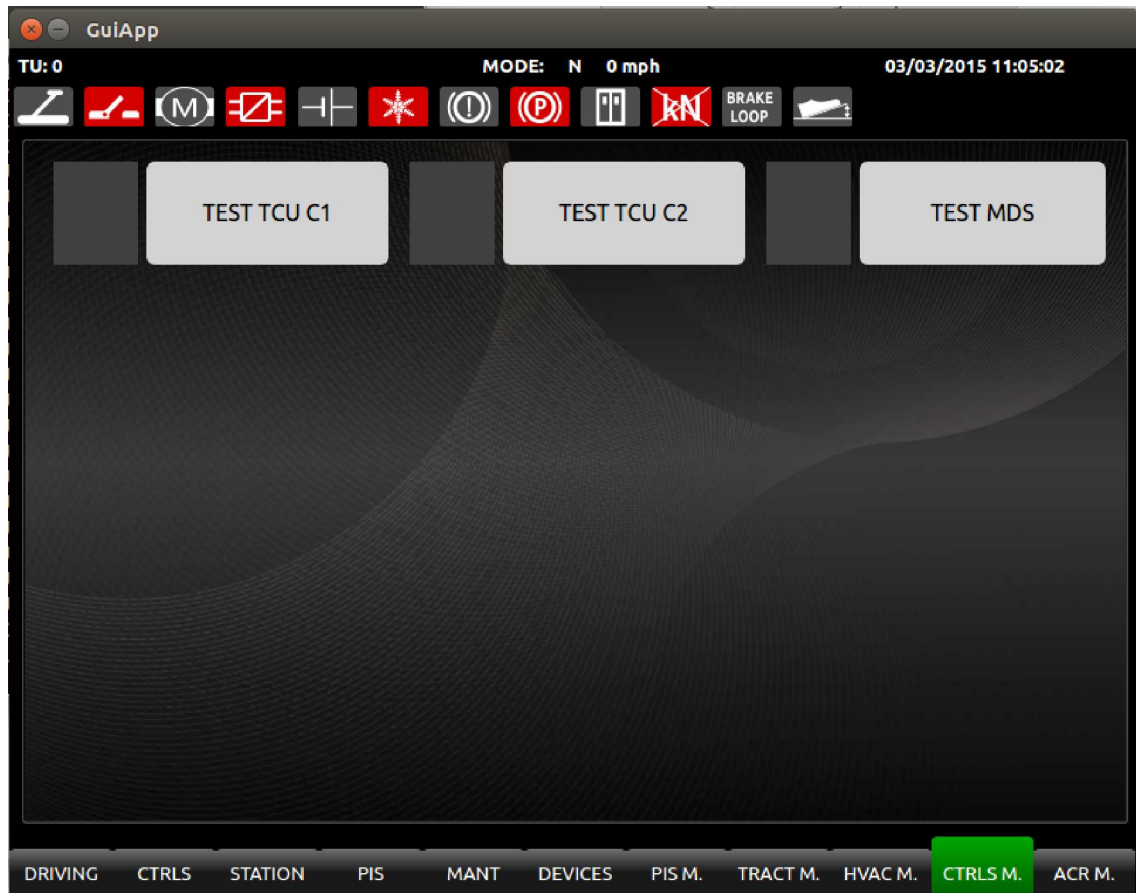 GuiApp
TU: 0 MODE: N 0 mph 03/03/2015 11:05:02
M P kN BRAKE
LOOP
TEST TCU C1 TEST TCU C2 TEST MDS
DRIVING CTRLS STATION PIS MANT DEVICES PIS M. TRACT M. HVAC M. CTRLS M. ACR M.